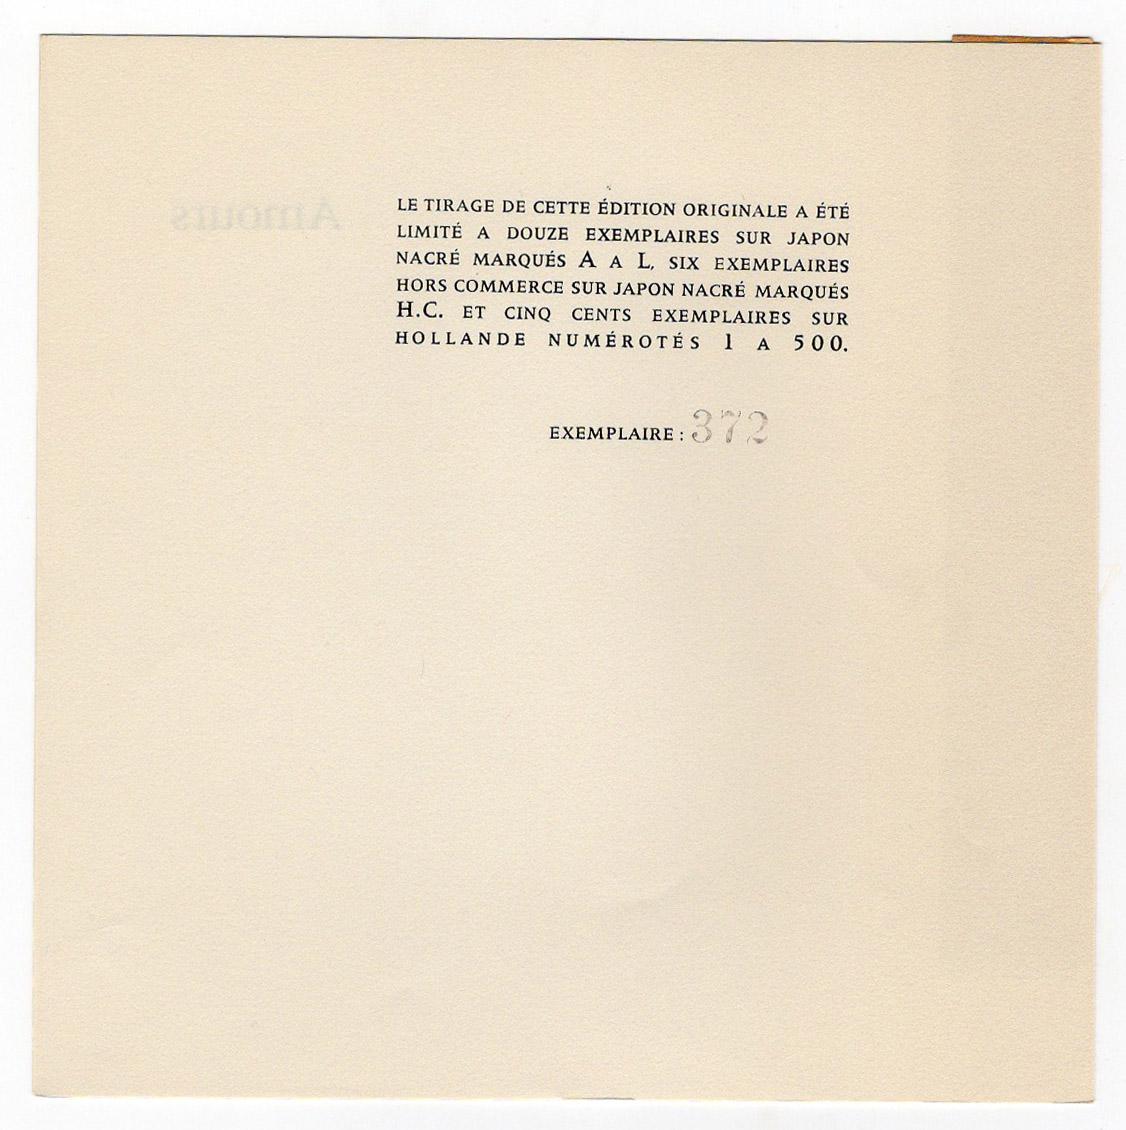 LE TIRAGE DE CETTE ÉDITION ORIGINALE A ÉTÉ
LIMITÉ A DOUZE EXEMPLAIRES SUR JAPON
NACRÉ MARQUÉS A A L, SIX EXEMPLAIRES
HORS COMMERCE SUR JAPON NACRÉ MARQUÉS
H.C. ET CINQ CENTS EXEMPLAIRES SUR
HOLLANDE NUMÉROTÉS 1 A 500.
EXEMPLAIRE : 372
Amours